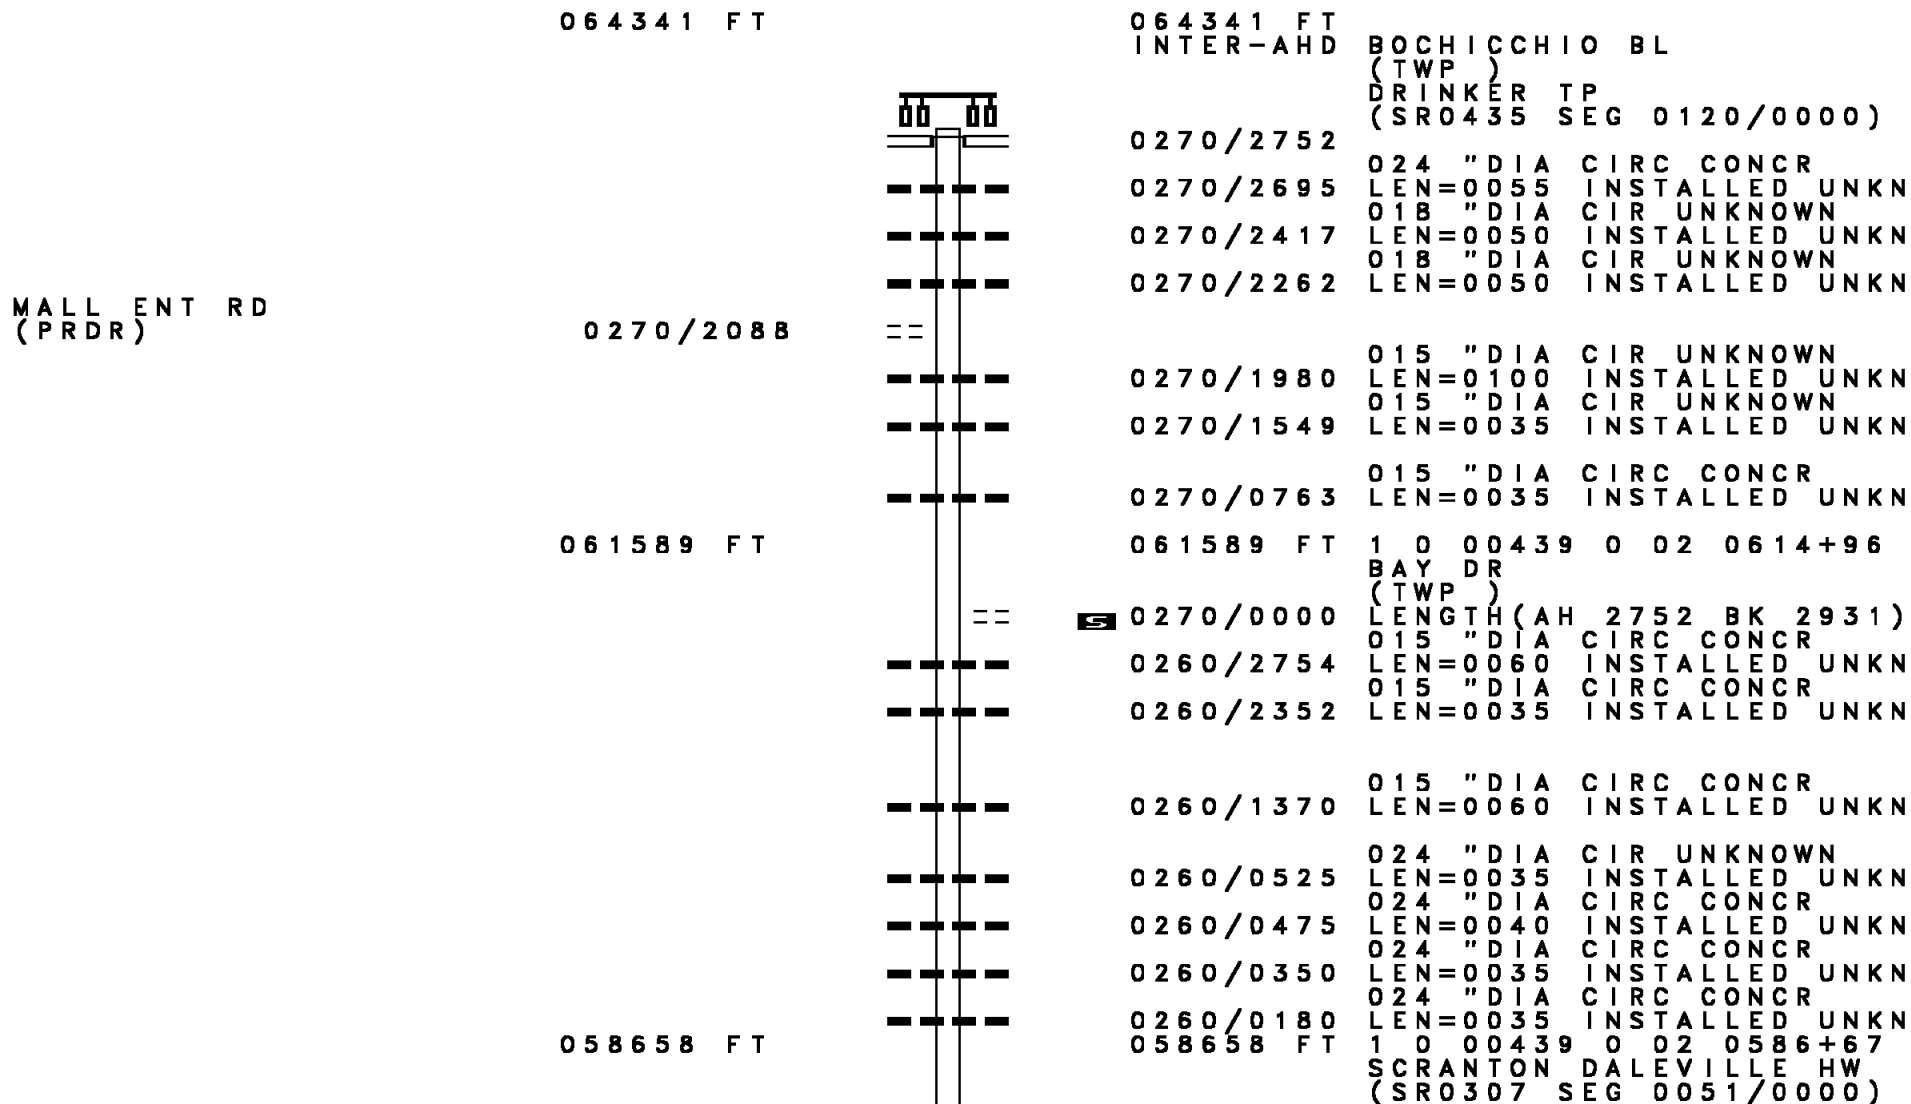 064341 FT 064341 FT
INTER-AHD BOCHICCHIO BL
(TWP )
DRINKER TP
(SR0435 SEG 0120/0000)
0270/2752
024 "DIA CIRC CONCR
0270/2695 LEN=0055 INSTALLED UNKN
018 "DIA CIR UNKNOWN
0270/2417 LEN=0050 INSTALLED UNKN
018 "DIA CIR UNKNOWN
0270/2262 LEN=0050 INSTALLED UNKN
MALL ENT RD
(PRDR) 0270/2088
015 "DIA CIR UNKNOWN
0270/1980 LEN=0100 INSTALLED UNKN
015 "DIA CIR UNKNOWN
0270/1549 LEN=0035 INSTALLED UNKN
015 "DIA CIRC CONCR
0270/0763 LEN=0035 INSTALLED UNKN
061589 FT 061589 FT 1 0 00439 0 02 0614+96
BAY DR
(TWP )
S 0270/0000 LENGTH(AH 2752 BK 2931)
015 "DIA CIRC CONCR
0260/2754 LEN=0060 INSTALLED UNKN
015 "DIA CIRC CONCR
0260/2352 LEN=0035 INSTALLED UNKN
015 "DIA CIRC CONCR
0260/1370 LEN=0060 INSTALLED UNKN
024 "DIA CIR UNKNOWN
0260/0525 LEN=0035 INSTALLED UNKN
024 "DIA CIRC CONCR
0260/0475 LEN=0040 INSTALLED UNKN
024 "DIA CIRC CONCR
0260/0350 LEN=0035 INSTALLED UNKN
024 "DIA CIRC CONCR
0260/0180 LEN=0035 INSTALLED UNKN
058658 FT 058658 FT 1 0 00439 0 02 0586+67
SCRANTON DALEVILLE HW
(SR0307 SEG 0051/0000)